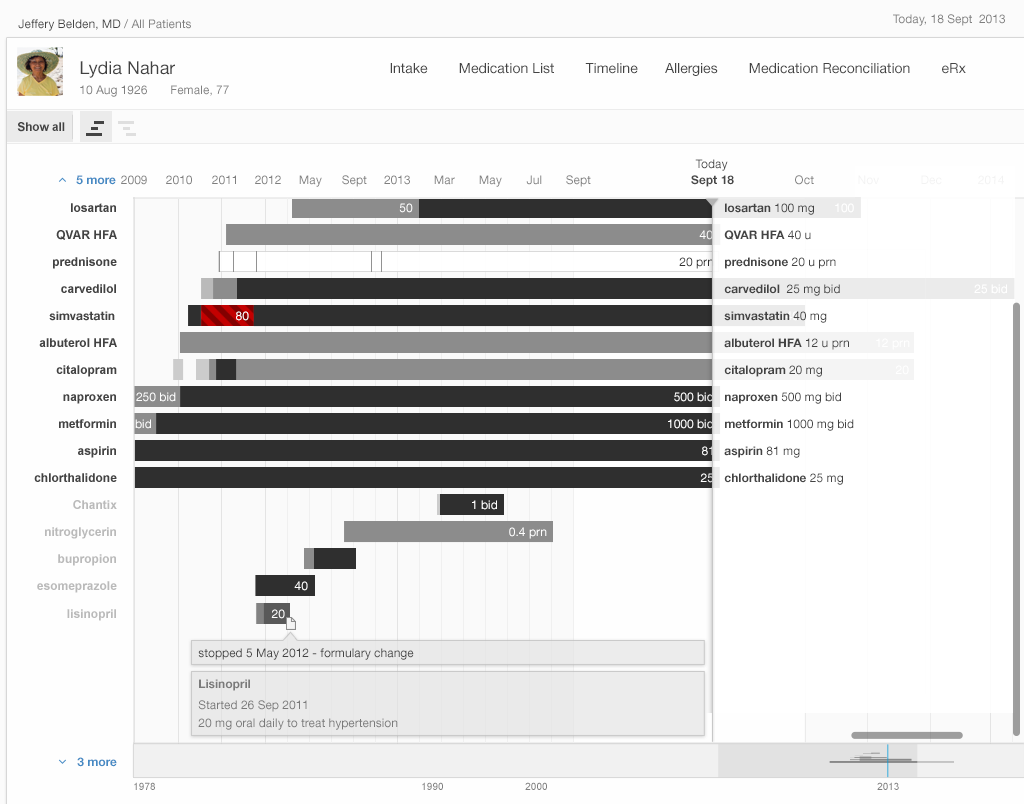 Jeffery Belden, MD / All Patients
Today, 18 Sept 2013
Lydia Nahar
10 Aug 1926 Female, 77
Intake Medication List Timeline Allergies Medication Reconciliation eRx
Show all
Today
5 more 2009 2010 2011 2012 May Sept 2013 Mar May Jul Sept Sept 18 Oct Nov Dec 2014
losartan 50 losartan 100 mg 100
QVAR HFA 40 QVAR HFA 40 u
prednisone 20 prn prednisone 20 u prn
carvedilol carvedilol 25 mg bid 25 bid
simvastatin 80 simvastatin 40 mg
albuterol HFA albuterol HFA 12 u prn 12 prn
citalopram citalopram 20 mg 20
naproxen 250 bid 500 bid naproxen 500 mg bid
metformin bid 1000 bid metformin 1000 mg bid
aspirin 81 aspirin 81 mg
chlorthalidone 25 chlorthalidone 25 mg
Chantix 1 bid
nitroglycerin 0.4 prn
bupropion
esomeprazole 40
lisinopril 20
stopped 5 May 2012 - formulary change
Lisinopril
Started 26 Sep 2011
20 mg oral daily to treat hypertension
3 more
1978 1990 2000 2013